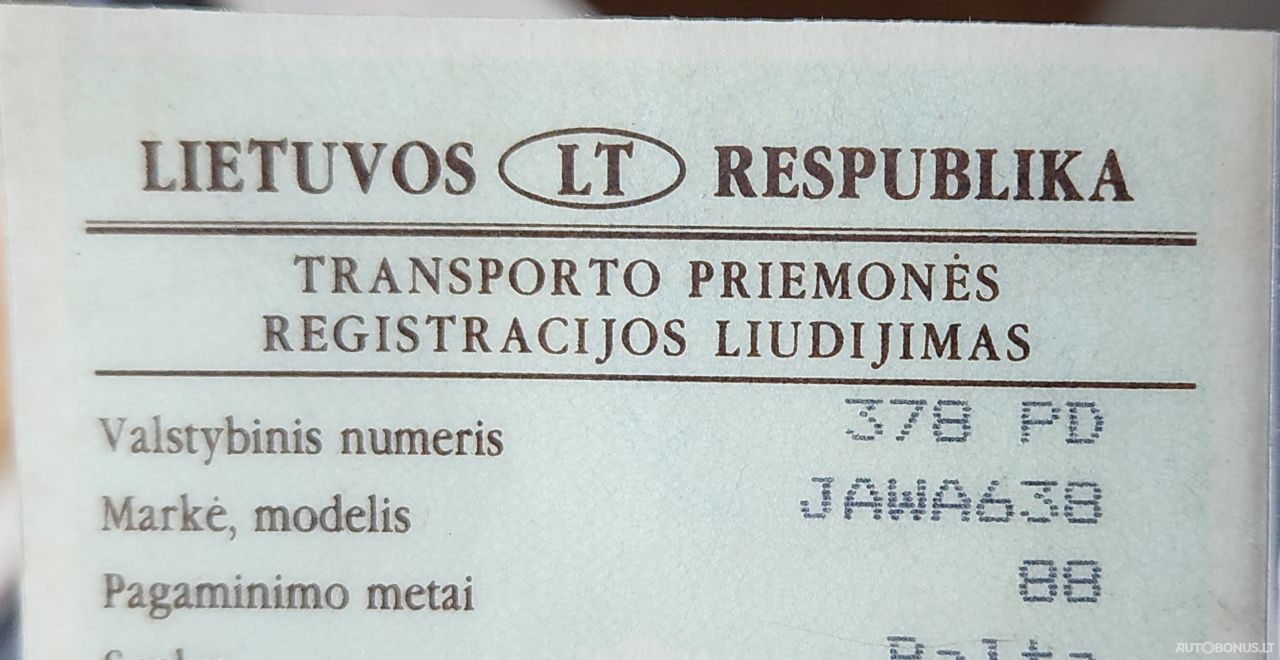 LIETUVOS LT RESPUBLIKA
TRANSPORTO PRIEMONĖS
REGISTRACIJOS LIUDIJIMAS
Valstybinis numeris 378 PD
Markė, modelis JAWA638
Pagaminimo metai 88
Balta
AUTOBONUS.LT